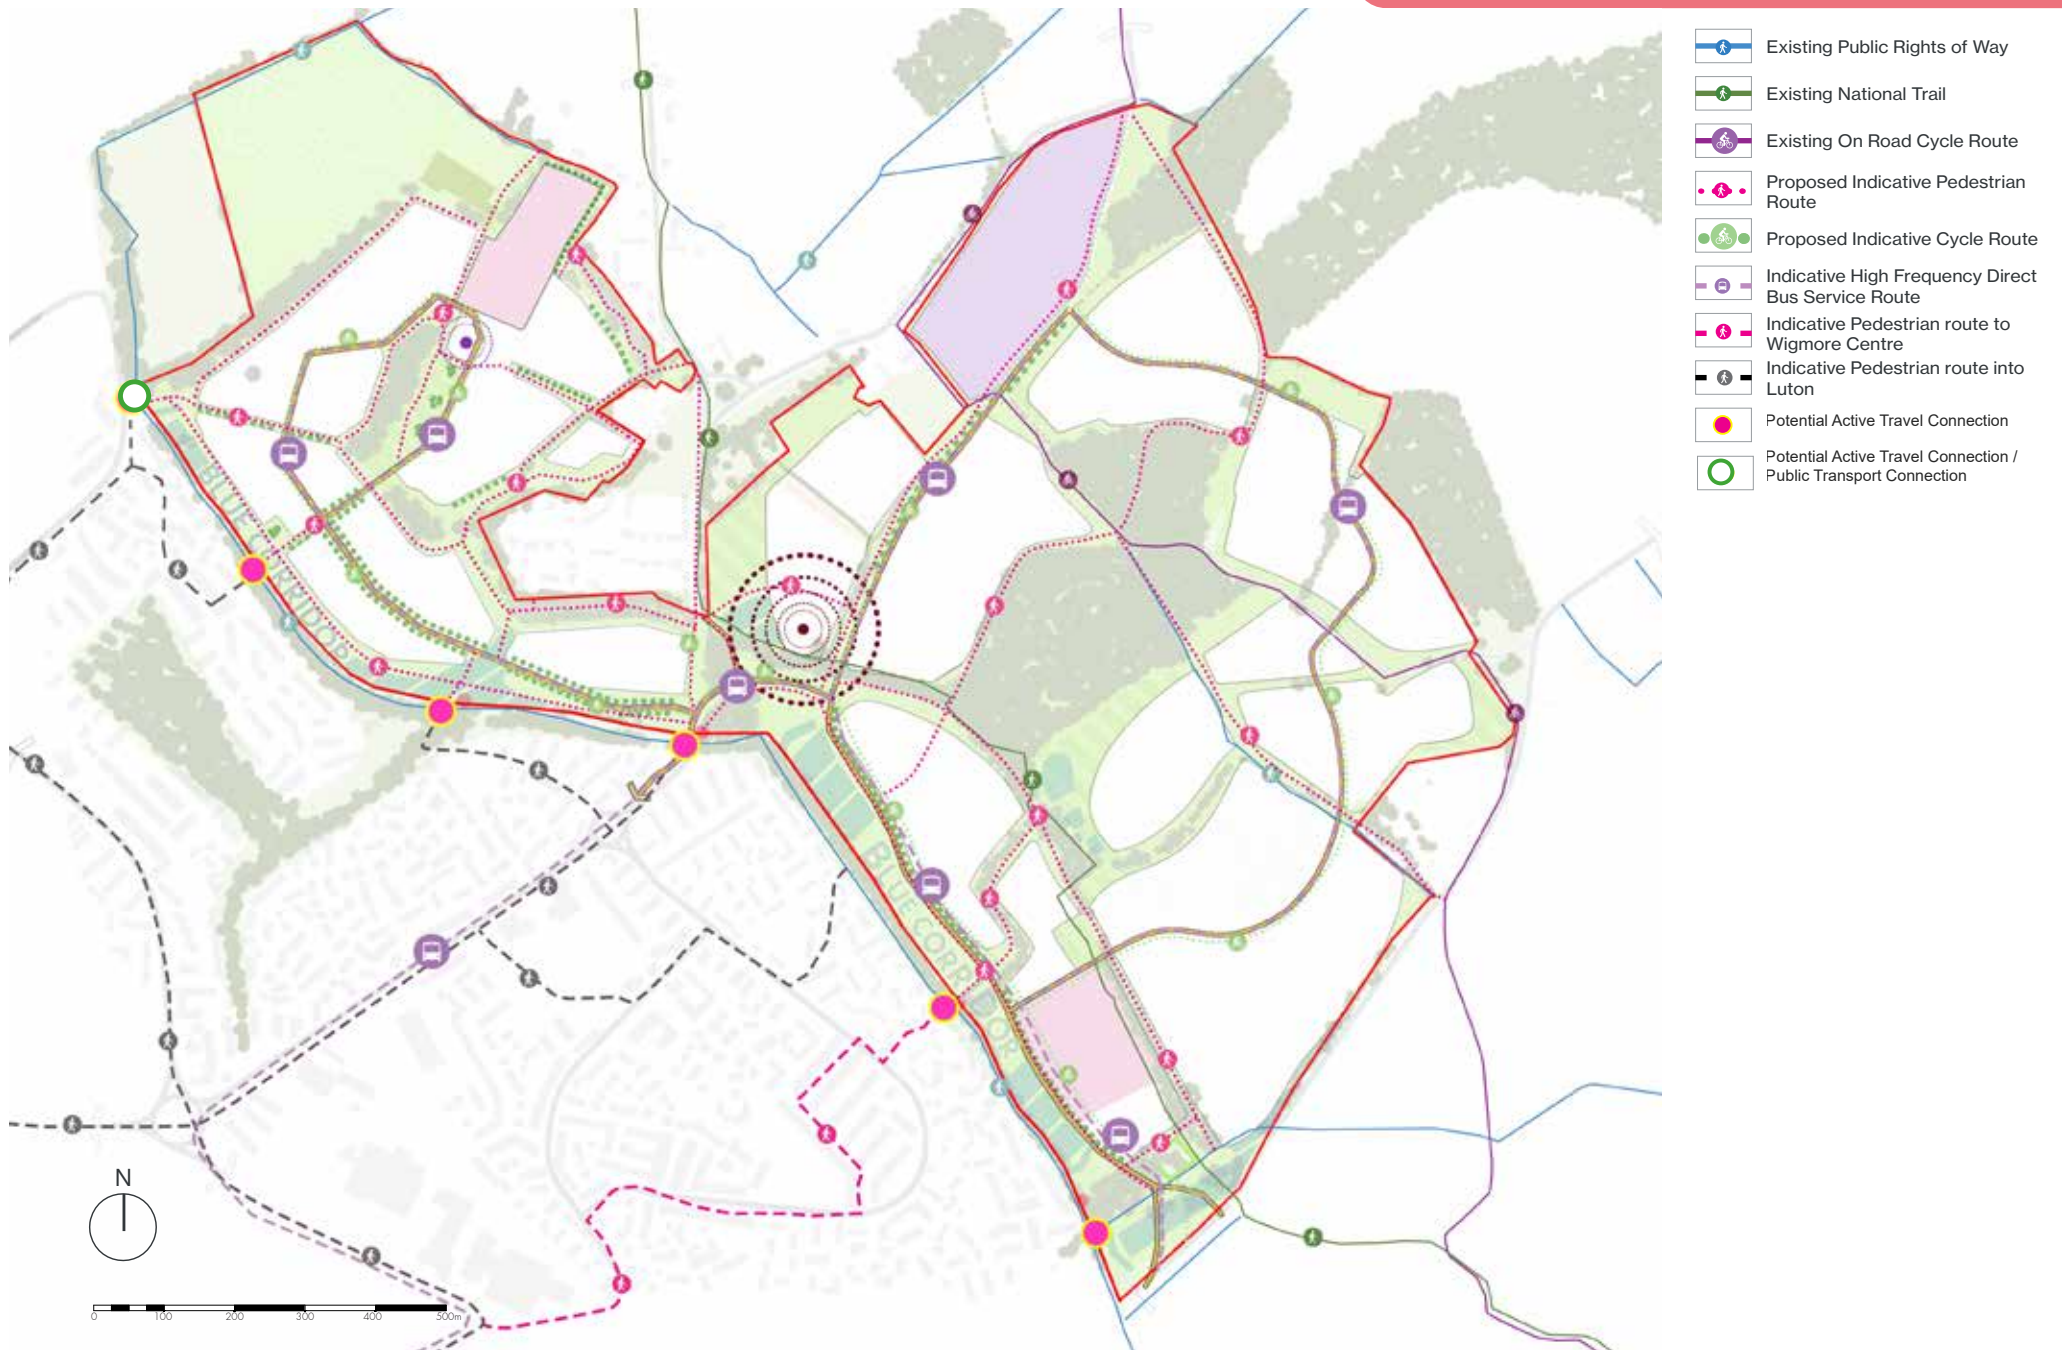 Existing Public Rights of Way
Existing National Trail
Existing On Road Cycle Route
Proposed Indicative Pedestrian
Route
Proposed Indicative Cycle Route
Indicative High Frequency Direct
Bus Service Route
Indicative Pedestrian route to
Wigmore Centre
Indicative Pedestrian route into
Luton
Potential Active Travel Connection
Potential Active Travel Connection /
Public Transport Connection
BLUE CORRIDOR
BLUE CORRIDOR
N
0 100 200 300 400 500m